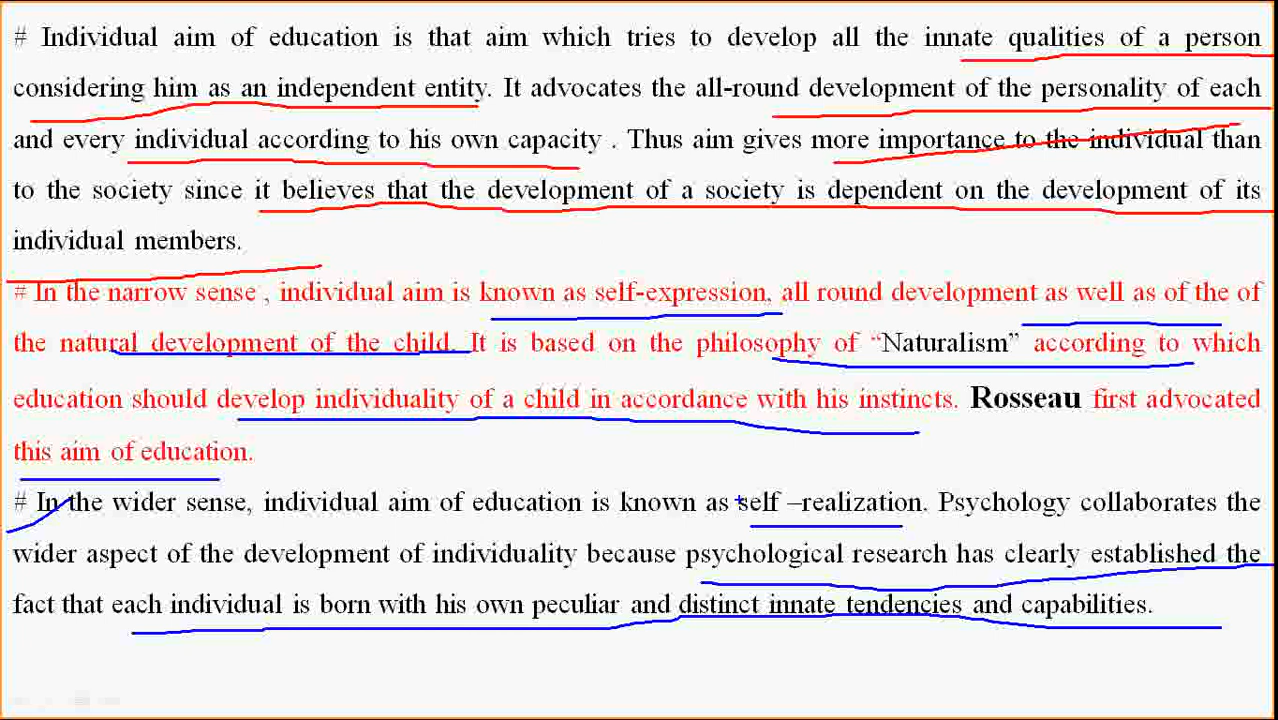 # Individual aim of education is that aim which tries to develop all the innate qualities of a person
considering him as an independent entity. It advocates the all-round development of the personality of each
and every individual according to his own capacity . Thus aim gives more importance to the individual than
to the society since it believes that the development of a society is dependent on the development of its
individual members.
# In the narrow sense , individual aim is known as self-expression, all round development as well as of the of
the natural development of the child. It is based on the philosophy of “Naturalism” according to which
education should develop individuality of a child in accordance with his instincts. Rosseau first advocated
this aim of education.
# In the wider sense, individual aim of education is known as self –realization. Psychology collaborates the
wider aspect of the development of individuality because psychological research has clearly established the
fact that each individual is born with his own peculiar and distinct innate tendencies and capabilities.